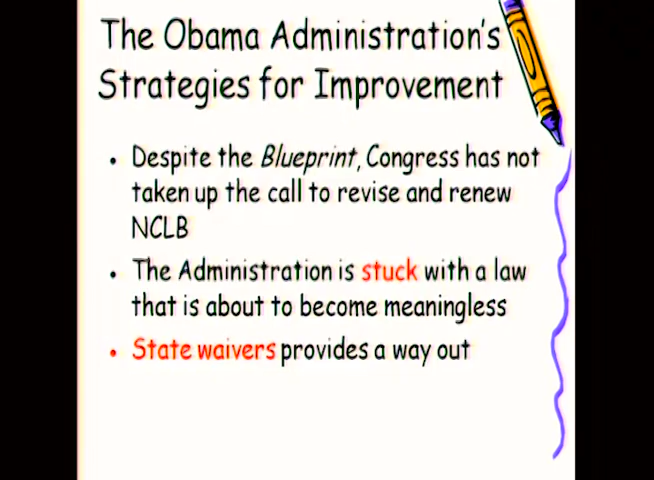 The Obama Administration's
Strategies for Improvement
• Despite the Blueprint, Congress has not
taken up the call to revise and renew
NCLB
• The Administration is stuck with a law
that is about to become meaningless
• State waivers provides a way out